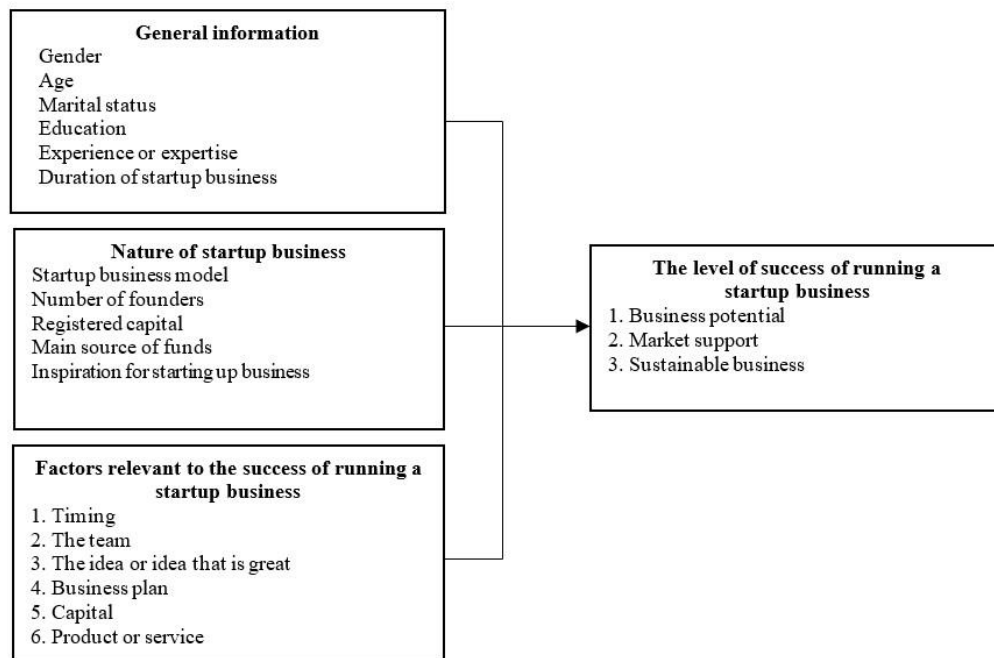 General information
Gender
Age
Marital status
Education
Experience or expertise
Duration of startup business
Nature of startup business
Startup business model
Number of founders
Registered capital
Main source of funds
Inspiration for starting up business
Factors relevant to the success of running a
startup business
1. Timing
2. The team
3. The idea or idea that is great
4. Business plan
5. Capital
6. Product or service
The level of success of running a
startup business
1. Business potential
2. Market support
3. Sustainable business